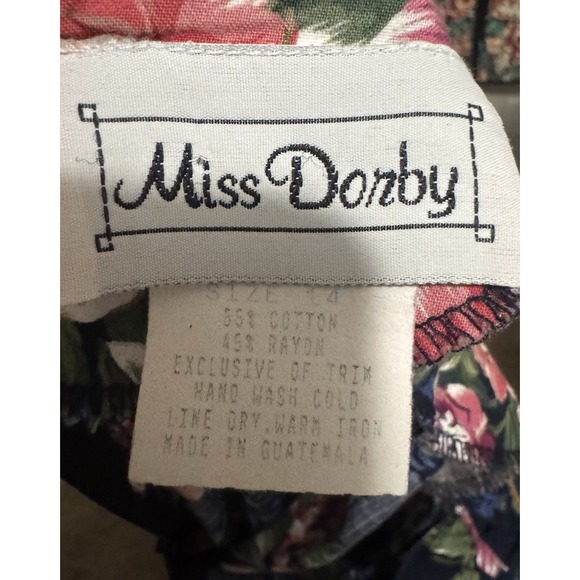 Miss Dorby
SIZE 14
55% COTTON
45% RAYON
EXCLUSIVE OF TRIM
HAND WASH COLD
LINE DRY.WARM IRON
MADE IN GUATEMALA